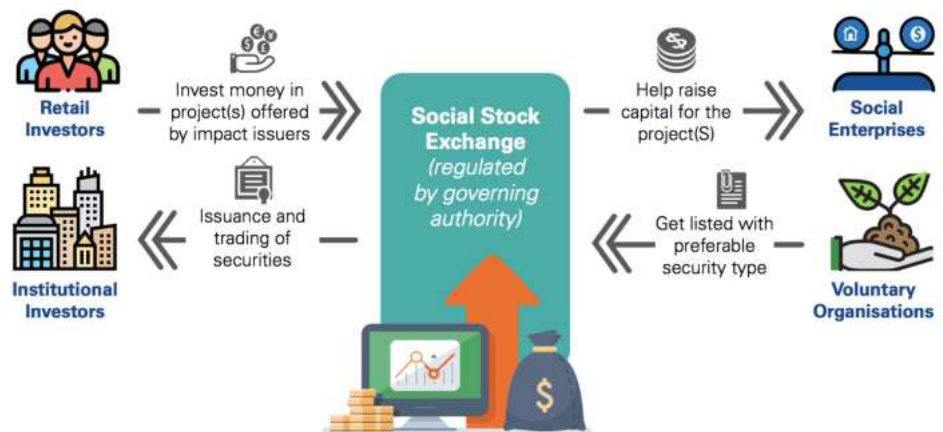 Retail
Investors
Invest money in
project(s) offered
by impact issuers
Social Stock
Exchange
(regulated
by governing
authority)
Help raise
capital for the
project(S)
Social
Enterprises
Institutional
Investors
Issuance and
trading of
securities
Get listed with
preferable
security type
Voluntary
Organisations